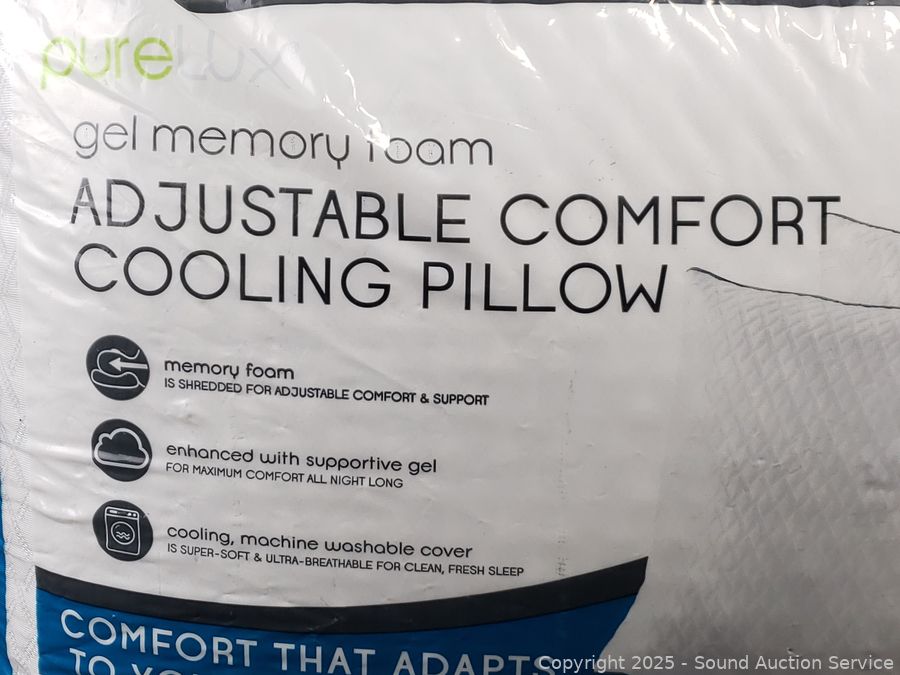 pureLux
gel memory foam
ADJUSTABLE COMFORT
COOLING PILLOW
memory foam
IS SHREDDED FOR ADJUSTABLE COMFORT & SUPPORT
enhanced with supportive gel
FOR MAXIMUM COMFORT ALL NIGHT LONG
cooling, machine washable cover
IS SUPER-SOFT & ULTRA-BREATHABLE FOR CLEAN, FRESH SLEEP
COMFORT THAT ADAPTS
TO
Copyright 2025 - Sound Auction Service